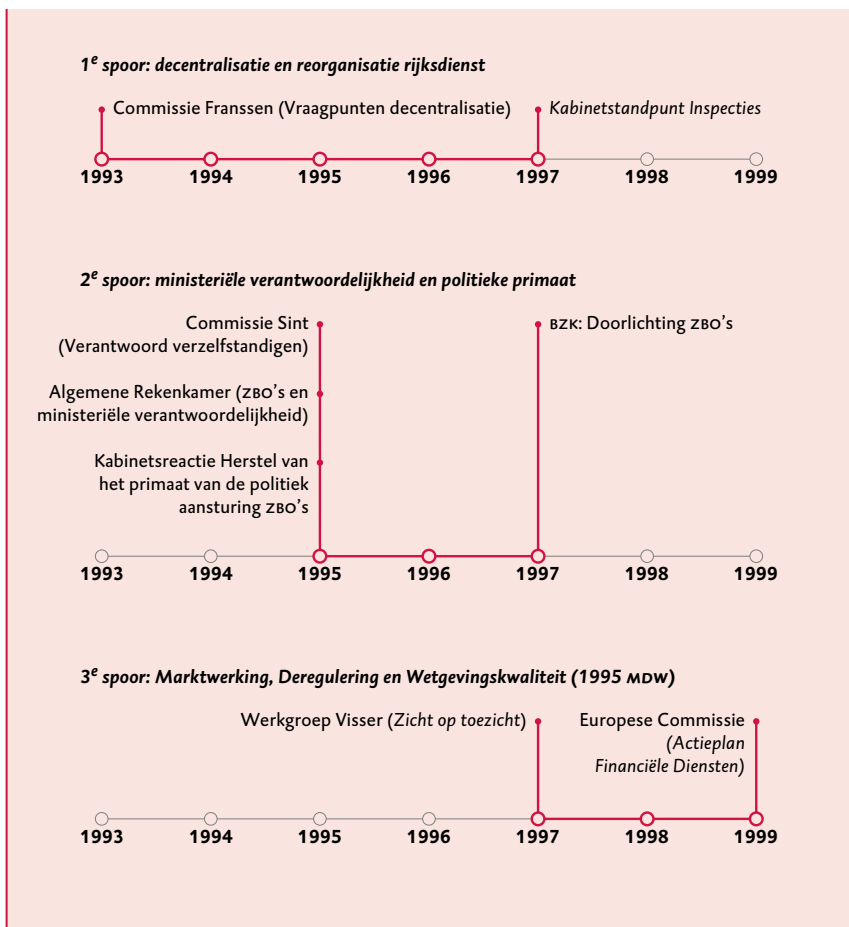 1e spoor: decentralisatie en reorganisatie rijksdienst
Commissie Franssen (Vraagpunten decentralisatie)
Kabinetstandpunt Inspecties
1993 1994 1995 1996 1997 1998 1999
2e spoor: ministeriële verantwoordelijkheid en politieke primaat
Commissie Sint
(Verantwoord verzelfstandigen)
BZK: Doorlichting ZBO's
Algemene Rekenkamer (ZBO's en
ministeriële verantwoordelijkheid)
Kabinetsreactie Herstel van
het primaat van de politiek
aansturing ZBO's
1993 1994 1995 1996 1997 1998 1999
3e spoor: Marktwerking, Deregulering en Wetgevingskwaliteit (1995 MDW)
Werkgroep Visser (Zicht op toezicht)
Europese Commissie
(Actieplan
Financiële Diensten)
1993 1994 1995 1996 1997 1998 1999